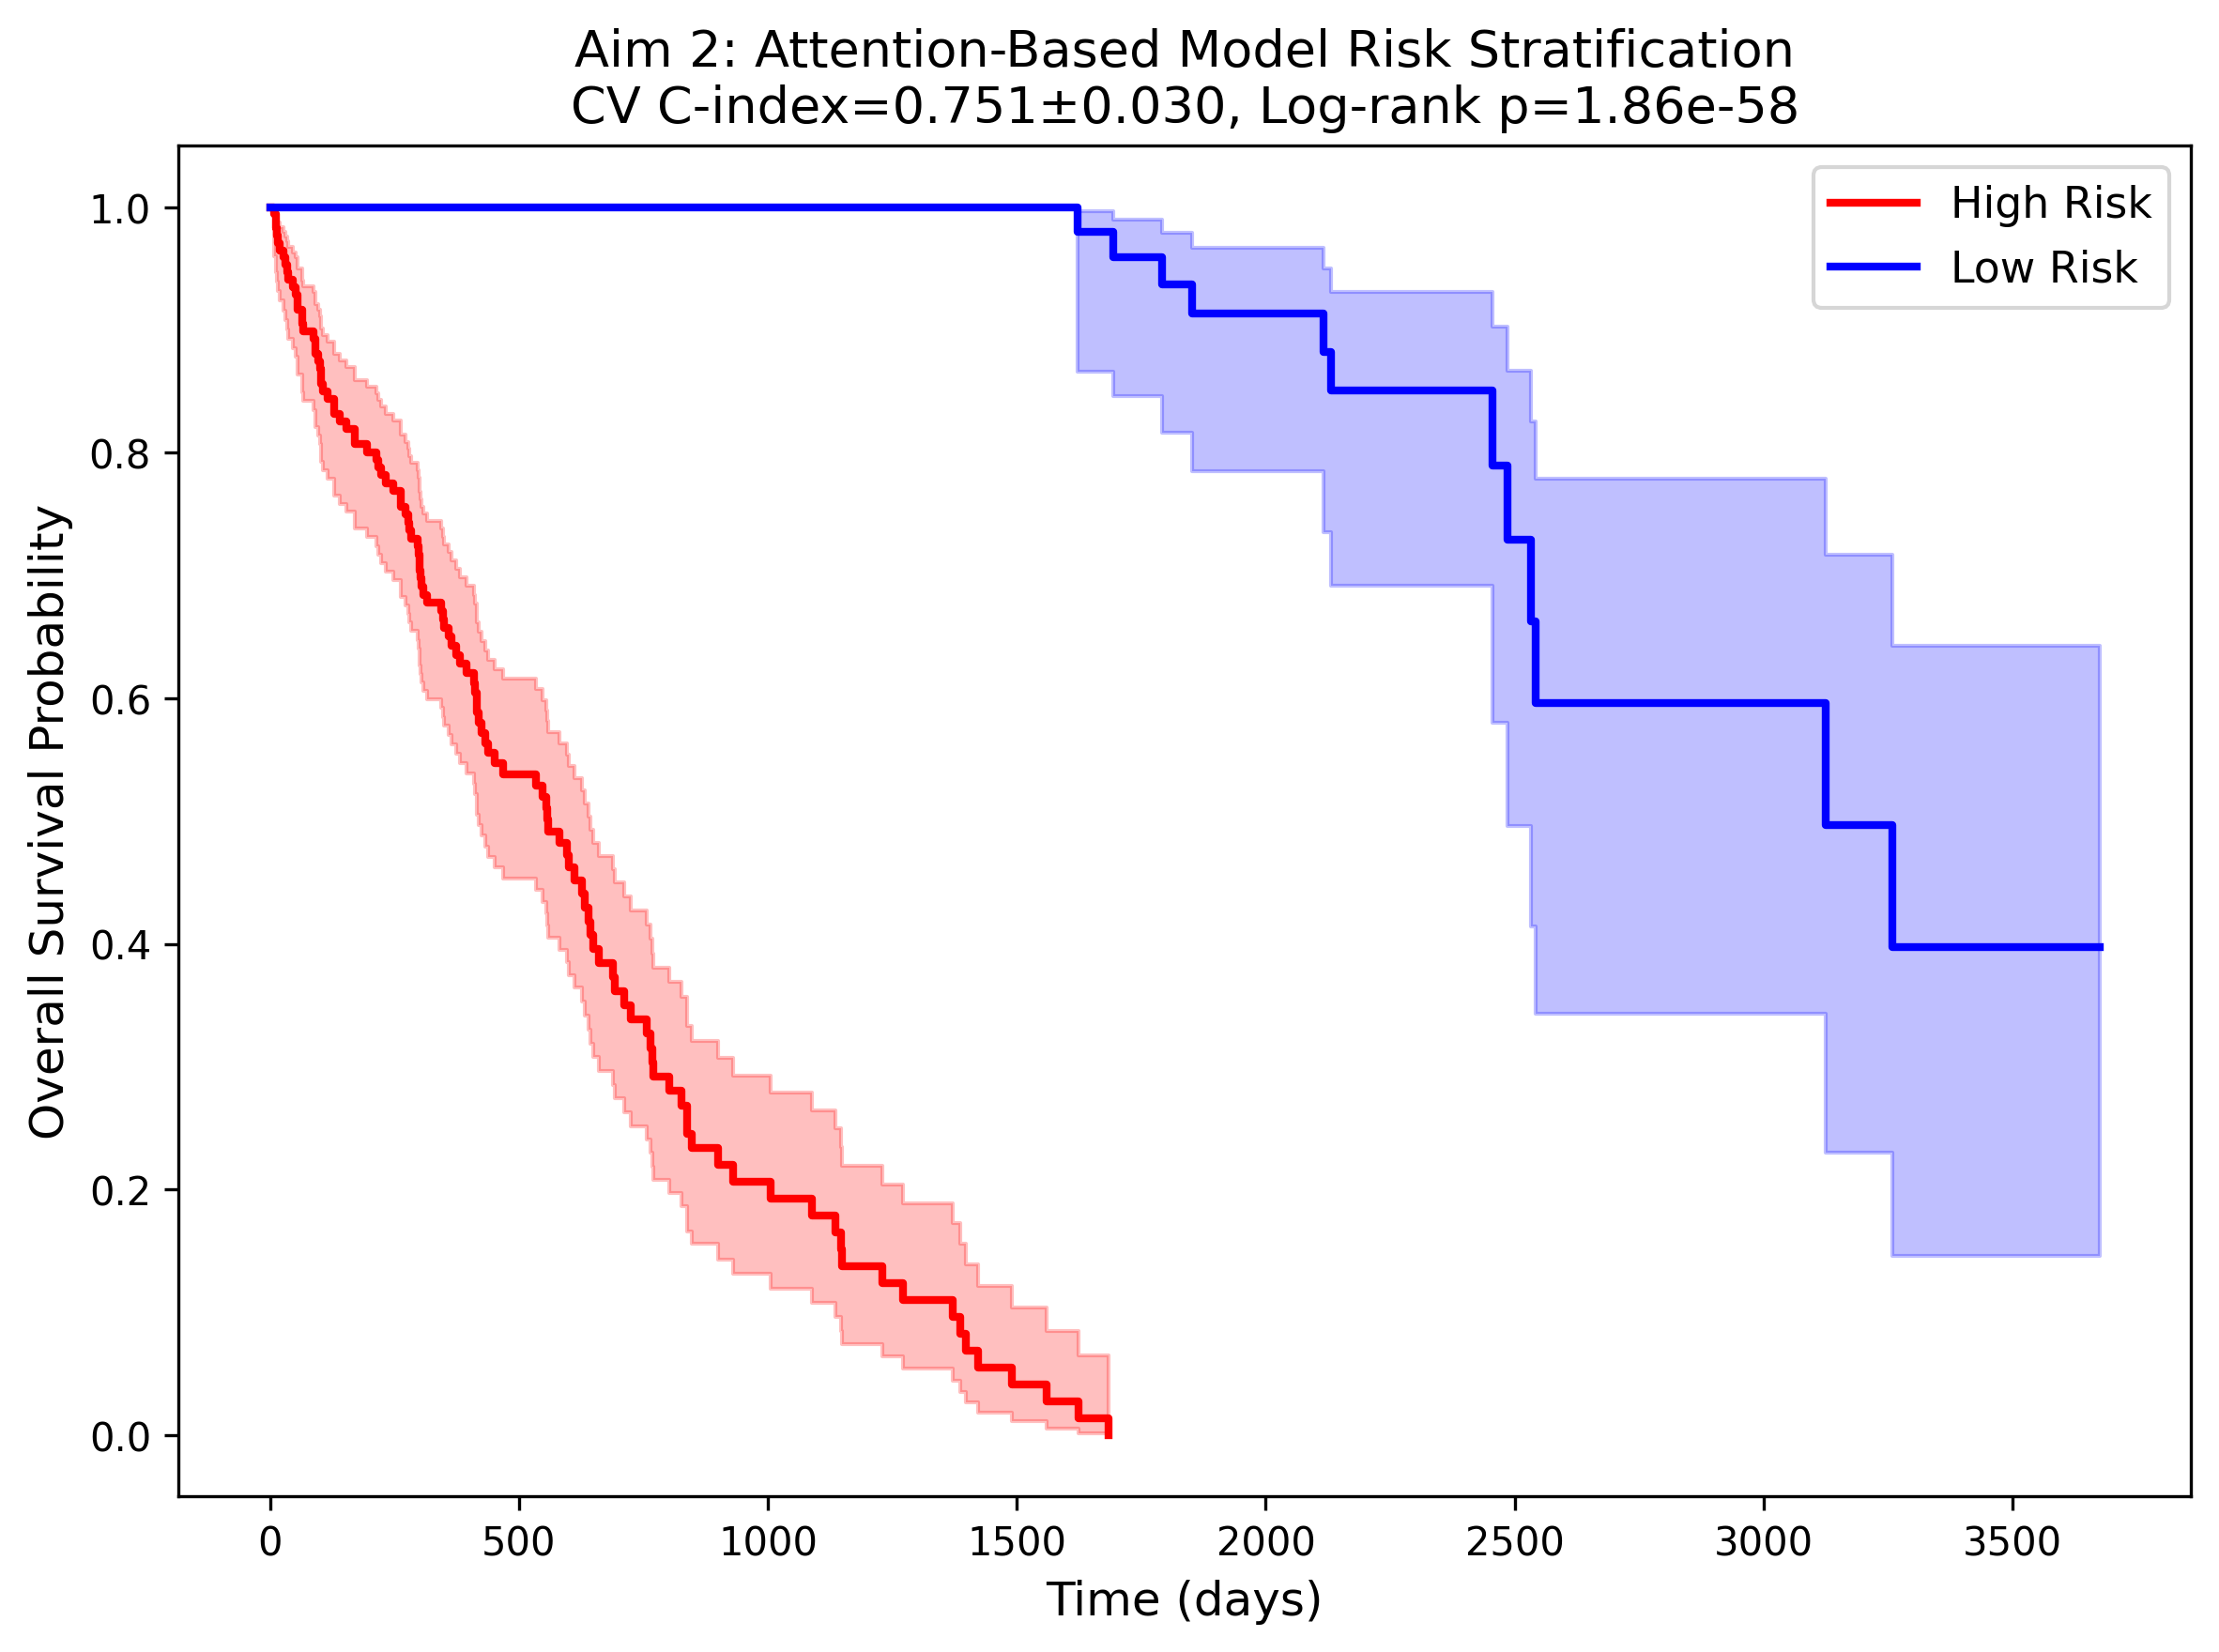 Aim 2: Attention-Based Model Risk Stratification
CV C-index=0.751±0.030, Log-rank p=1.86e-58
High Risk
Low Risk
Overall Survival Probability
1.0
0.8
0.6
0.4
0.2
0.0
0 500 1000 1500 2000 2500 3000 3500
Time (days)